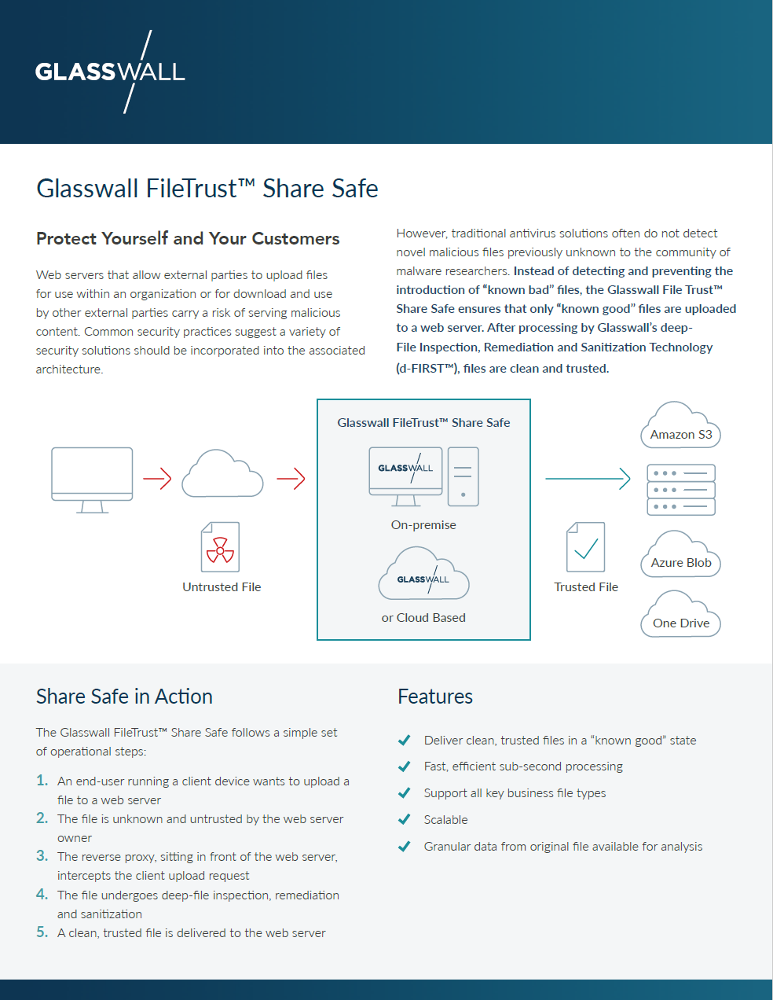 GLASSWALL
Glasswall FileTrust™ Share Safe
Protect Yourself and Your Customers
Web servers that allow external parties to upload files
for use within an organization or for download and use
by other external parties carry a risk of serving malicious
content. Common security practices suggest a variety of
security solutions should be incorporated into the associated
architecture.
However, traditional antivirus solutions often do not detect
novel malicious files previously unknown to the community of
malware researchers. Instead of detecting and preventing the
introduction of “known bad” files, the Glasswall File Trust™
Share Safe ensures that only “known good” files are uploaded
to a web server. After processing by Glasswall’s deep-
File Inspection, Remediation and Sanitization Technology
(d-FIRST™), files are clean and trusted.
Untrusted File
Glasswall FileTrust™ Share Safe
GLASSWALL
On-premise
GLASSWALL
or Cloud Based
Trusted File
Amazon S3
Azure Blob
One Drive
Share Safe in Action
The Glasswall FileTrust™ Share Safe follows a simple set
of operational steps:
1. An end-user running a client device wants to upload a
file to a web server
2. The file is unknown and untrusted by the web server
owner
3. The reverse proxy, sitting in front of the web server,
intercepts the client upload request
4. The file undergoes deep-file inspection, remediation
and sanitization
5. A clean, trusted file is delivered to the web server
Features
Deliver clean, trusted files in a “known good” state
Fast, efficient sub-second processing
Support all key business file types
Scalable
Granular data from original file available for analysis